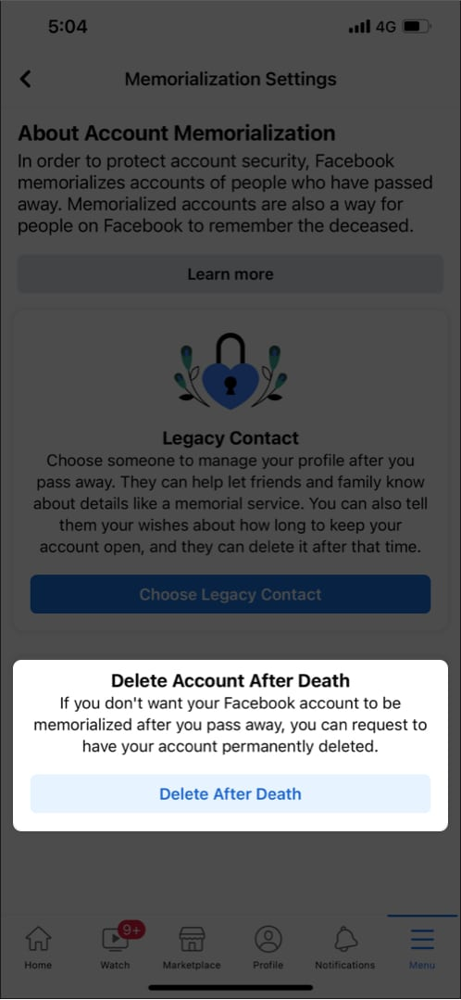 5:04
4G
Memorialization Settings
About Account Memorialization
In order to protect account security, Facebook
memorializes accounts of people who have passed
away. Memorialized accounts are also a way for
people on Facebook to remember the deceased.
Learn more
Legacy Contact
Choose someone to manage your profile after you
pass away. They can help let friends and family know
about details like a memorial service. You can also tell
them your wishes about how long to keep your
account open, and they can delete it after that time.
Choose Legacy Contact
Delete Account After Death
If you don't want your Facebook account to be
memorialized after you pass away, you can request to
have your account permanently deleted.
Delete After Death
9+
Home Watch Marketplace Profile Notifications Menu